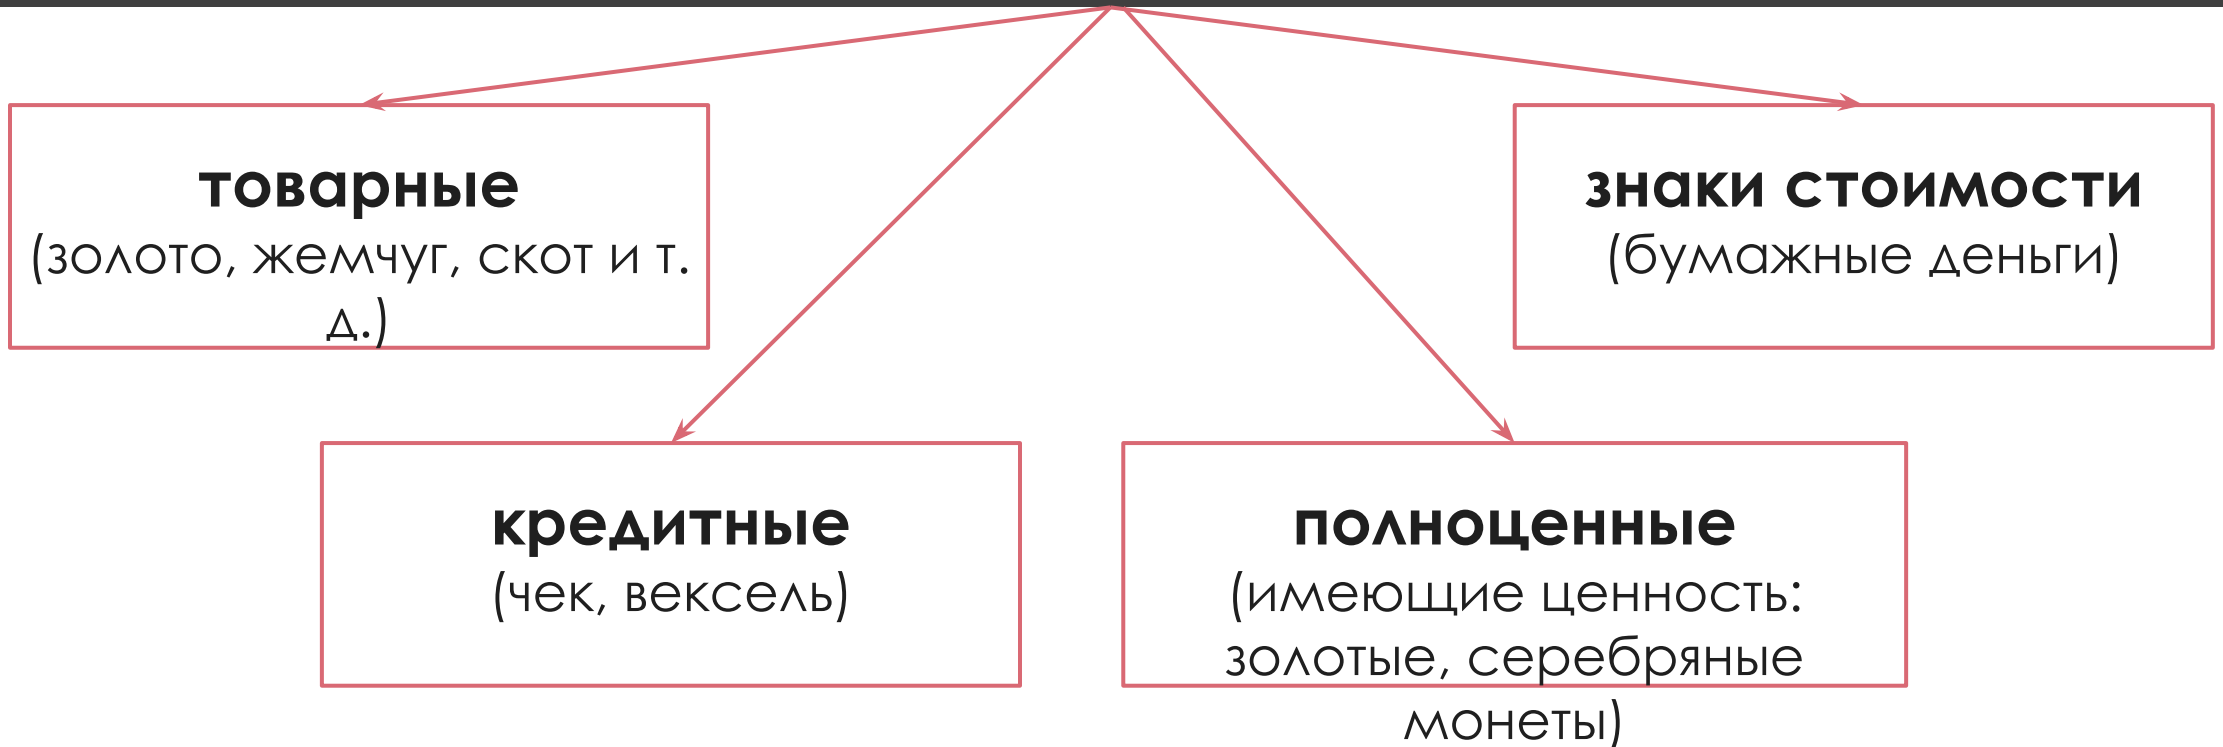 товарные
(золото, жемчуг, скот и т.
д.)
знаки стоимости
(бумажные деньги)
кредитные
(чек, вексель)
полноценные
(имеющие ценность:
золотые, серебряные
монеты)